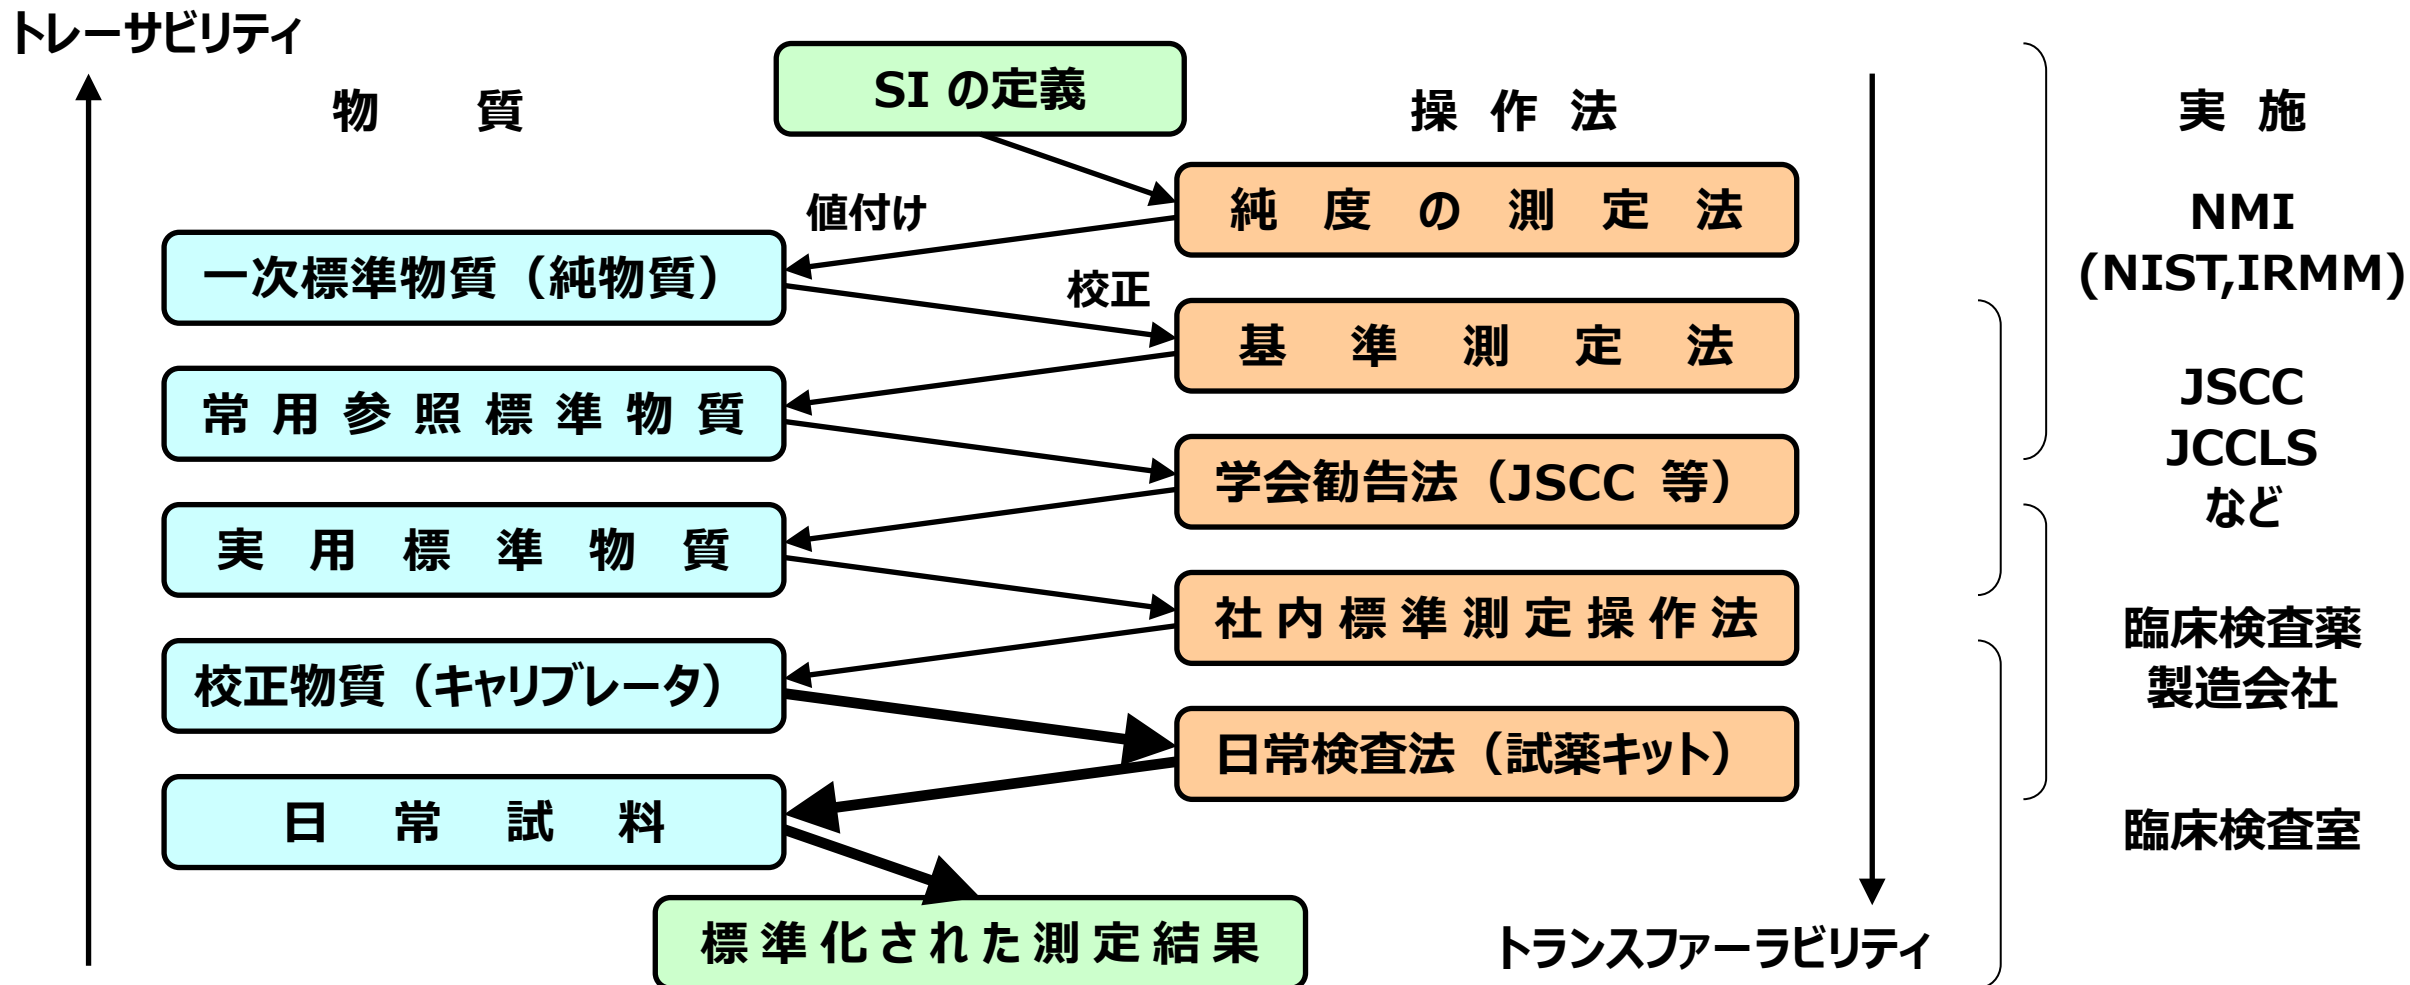 トレーサビリティ
物　質
SI の定義
操作法
実施
純度の測定法
値付け
NMI
(NIST,IRMM)
一次標準物質（純物質）
校正
基準測定法
常用参照標準物質
JSCC
JCCLS
など
学会勧告法（JSCC 等）
実用標準物質
社内標準測定操作法
臨床検査薬
製造会社
校正物質（キャリブレータ）
日常検査法（試薬キット）
日常試料
臨床検査室
標準化された測定結果
トランスファーラビリティ